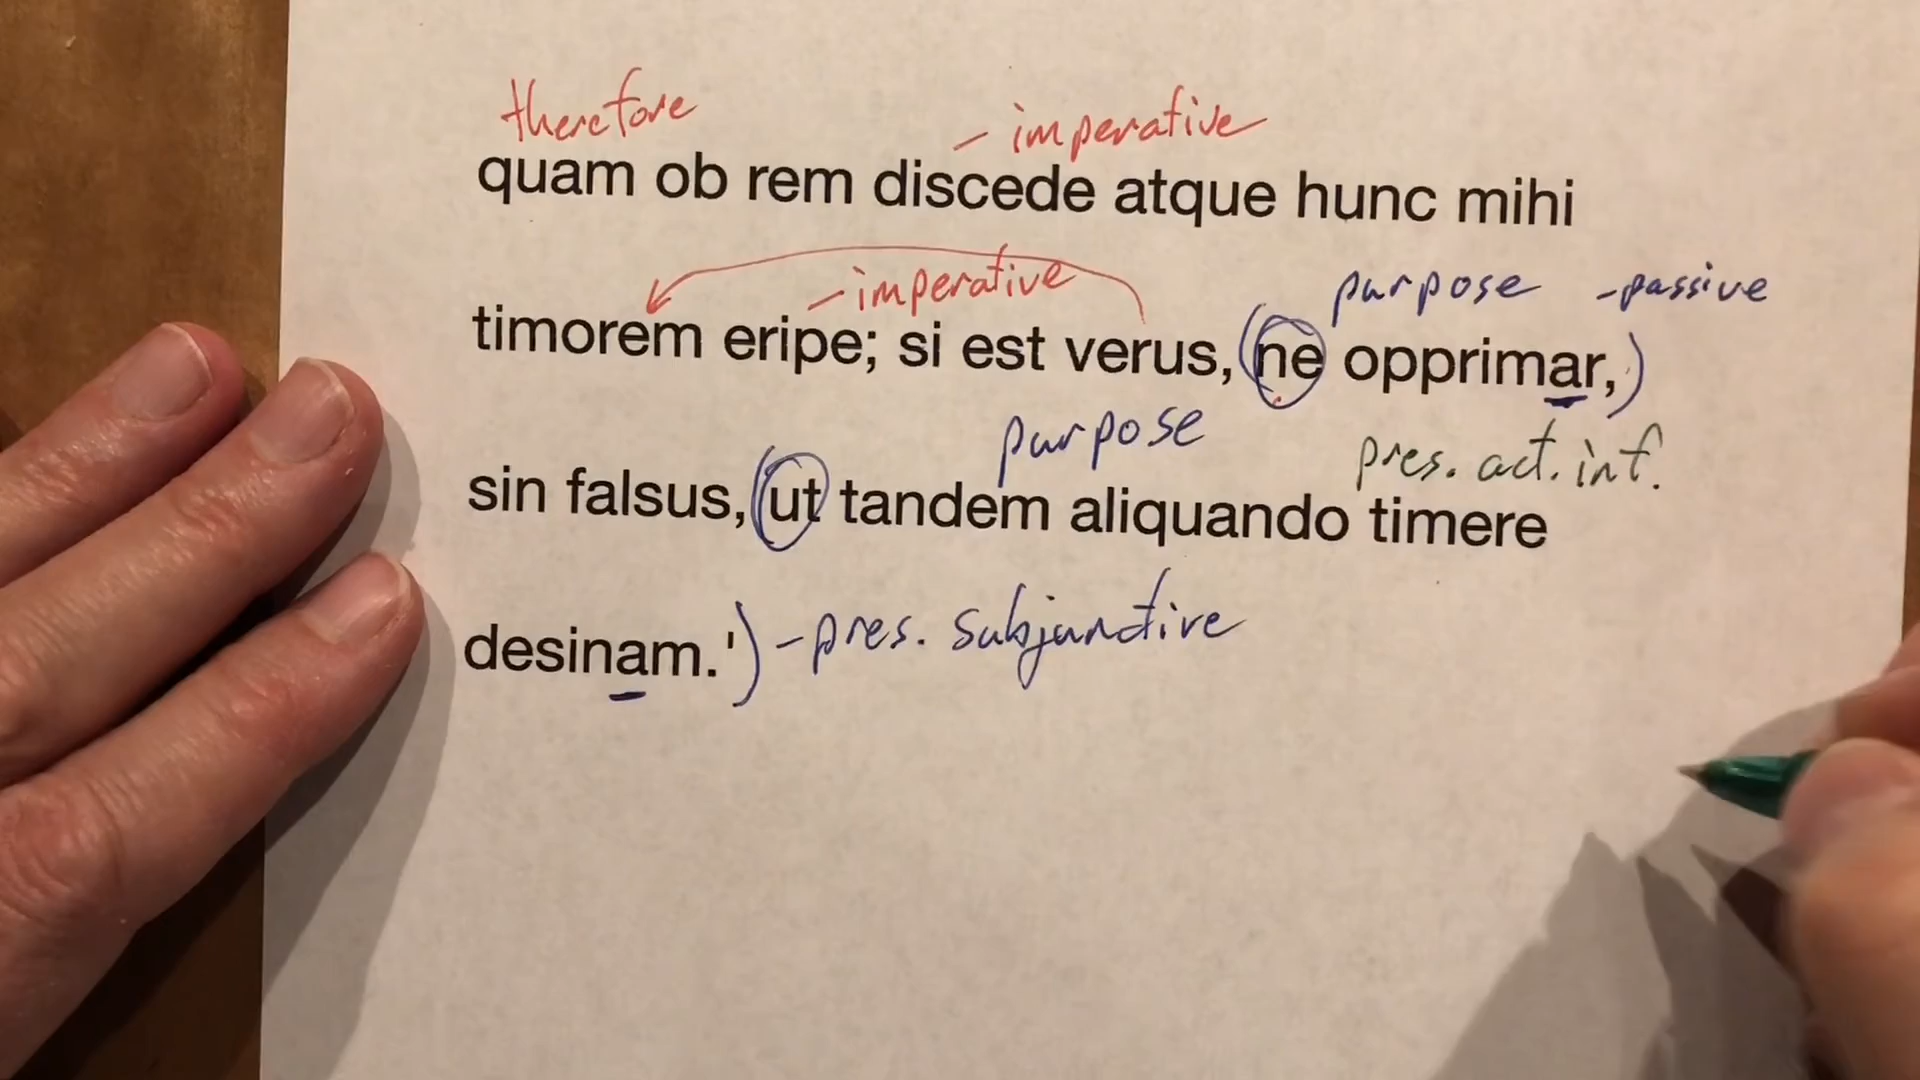 therefore - imperative
quam ob rem discede atque hunc mihi
- imperative purpose - passive
timorem eripe; si est verus, (ne opprimar,)
purpose pres. act. inf.
sin falsus, (ut tandem aliquando timere
desinam.') - pres. subjunctive